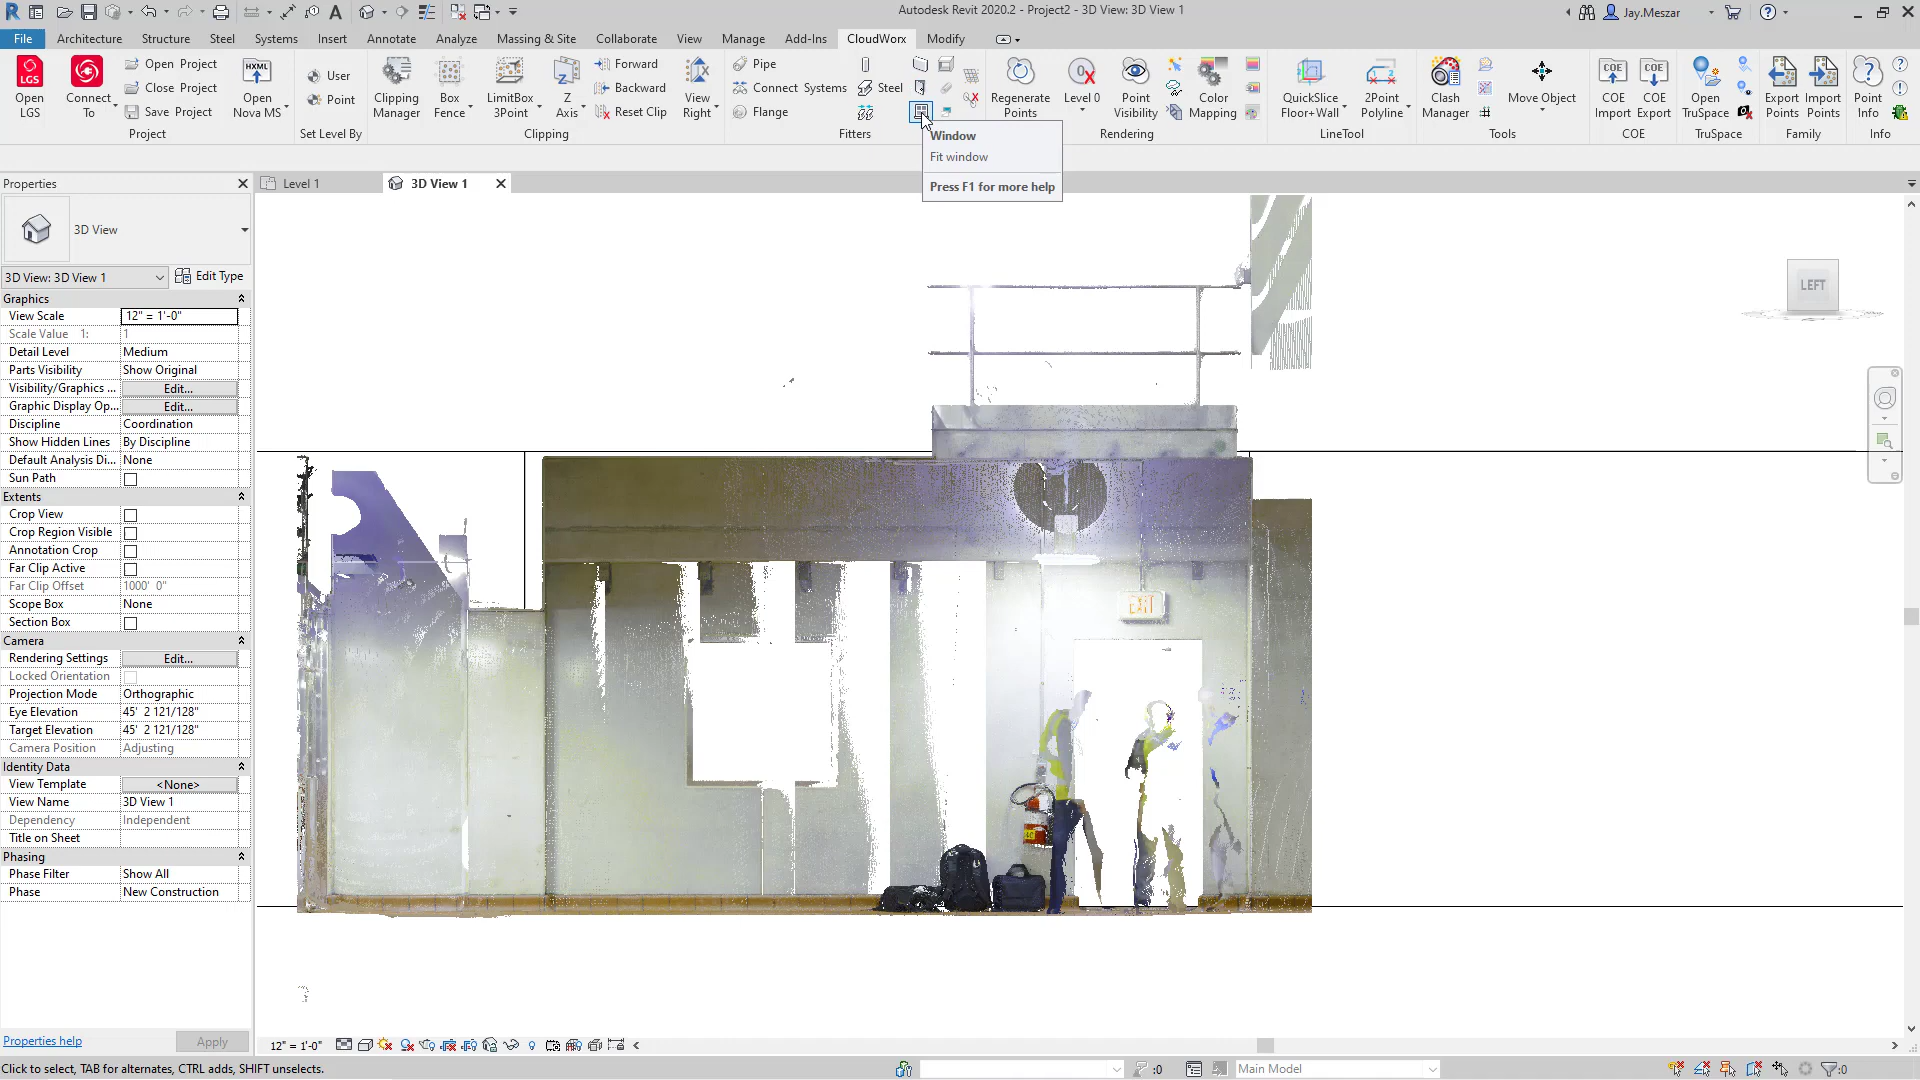 Autodesk Revit 2020.2 - Project2 - 3D View: 3D View 1
Jay.Meszar
File Architecture Structure Steel Systems Insert Annotate Analyze Massing & Site Collaborate View Manage Add-Ins CloudWorx Modify
Open LGS
Connect To
Open Project
Close Project
Save Project
Open Nova MS
Project
User
Point
Set Level By
Clipping Manager
Box Fence
LimitBox 3Point
Z Axis
Forward
Backward
Reset Clip
View Right
Clipping
Pipe
Connect Systems
Flange
Steel
Fitters
Regenerate Points
Level 0
Point Visibility
Color Mapping
Rendering
QuickSlice Floor+Wall
2Point Polyline
LineTool
Clash Manager
Move Object
Tools
COE Import
COE Export
COE
Open TruSpace
TruSpace
Export Points
Import Points
Family
Point Info
Info
Window
Fit window
Press F1 for more help
Properties
Level 1
3D View 1
3D View
3D View: 3D View 1
Edit Type
Graphics
View Scale 12" = 1'-0"
Scale Value 1: 1
Detail Level Medium
Parts Visibility Show Original
Visibility/Graphics ... Edit...
Graphic Display Op... Edit...
Discipline Coordination
Show Hidden Lines By Discipline
Default Analysis Di... None
Sun Path
Extents
Crop View
Crop Region Visible
Annotation Crop
Far Clip Active
Far Clip Offset 1000' 0"
Scope Box None
Section Box
Camera
Rendering Settings Edit...
Locked Orientation
Projection Mode Orthographic
Eye Elevation 45' 2 121/128"
Target Elevation 45' 2 121/128"
Camera Position Adjusting
Identity Data
View Template <None>
View Name 3D View 1
Dependency Independent
Title on Sheet
Phasing
Phase Filter Show All
Phase New Construction
Properties help
Apply
LEFT
EXIT
12" = 1'-0"
Click to select, TAB for alternates, CTRL adds, SHIFT unselects.
:0
Main Model
:0